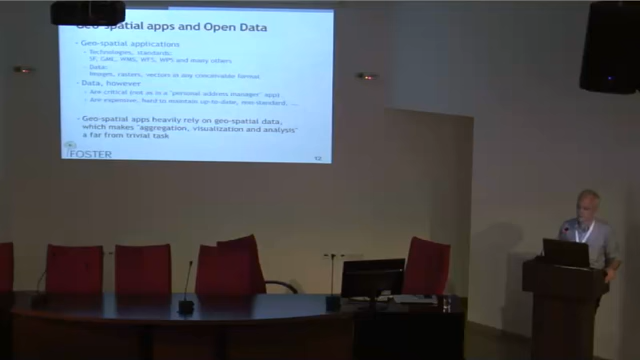 Geo-spatial apps and Open Data
- Geo-spatial applications
- Technologies, standards:
SF, GML, WMS, WFS, WPS and many others
- Data:
Images, rasters, vectors in any conceivable format
- Data, however
- Are critical (not as in a "personal address manager" app)
- Are expensive, hard to maintain up-to-date, non-standard, ...
- Geo-spatial apps heavily rely on geo-spatial data,
which makes "aggregation, visualization and analysis"
a far from trivial task
FOSTER
12